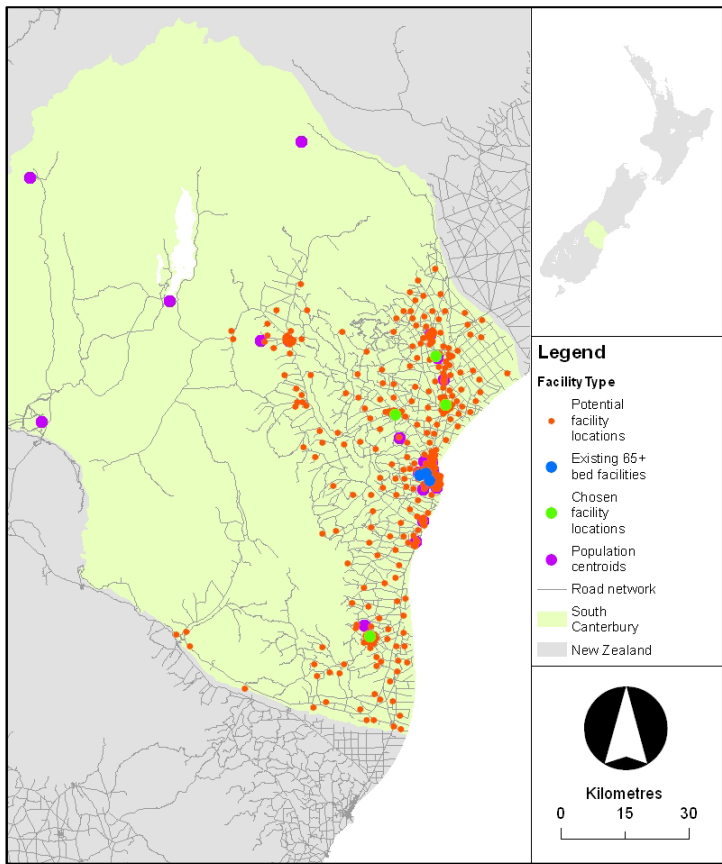 Legend
Facility Type
Potential
facility
locations
Existing 65+
bed facilities
Chosen
facility
locations
Population
centroids
Road network
South
Canterbury
New Zealand
Kilometres
0 15 30